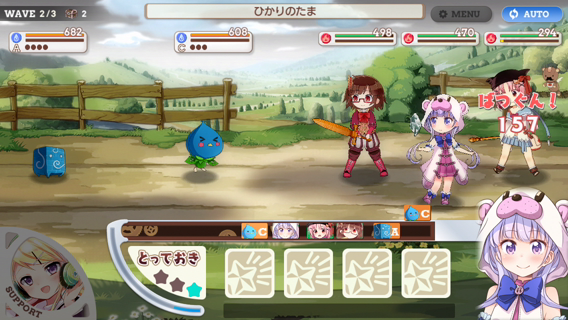 WAVE 2/3 2
ひかりのたま
MENU
AUTO
682
A
608
C
498
470
294
ばつぐん!
157
C
C
A
とっておき
SUPPORT